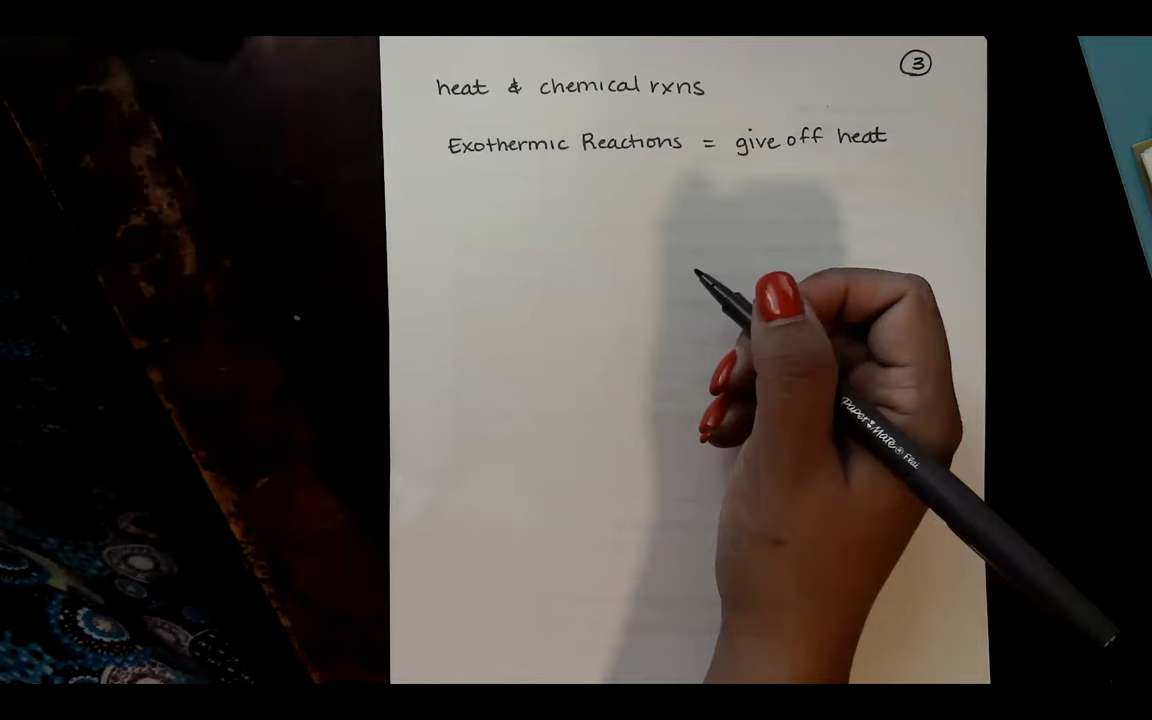 3
heat & chemical rxns
Exothermic Reactions = give off heat
Paper Mate® Flair